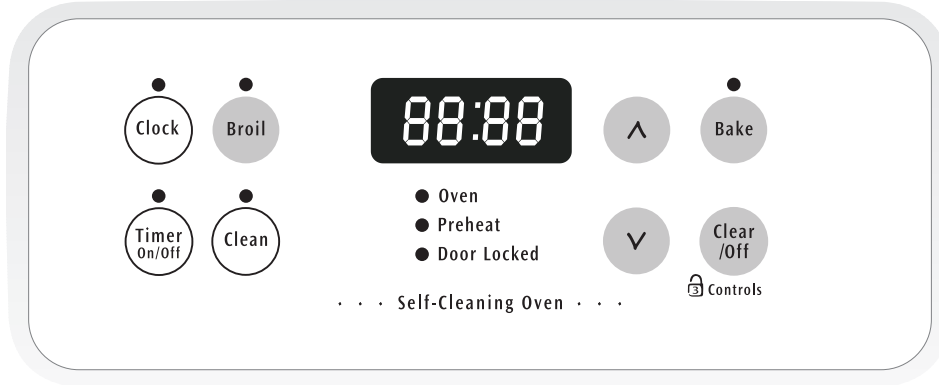 Clock
Broil
88:88
Bake
Timer
On/Off
Clean
Oven
Preheat
Door Locked
Clear
/Off
3 Controls
· · · Self-Cleaning Oven · · ·